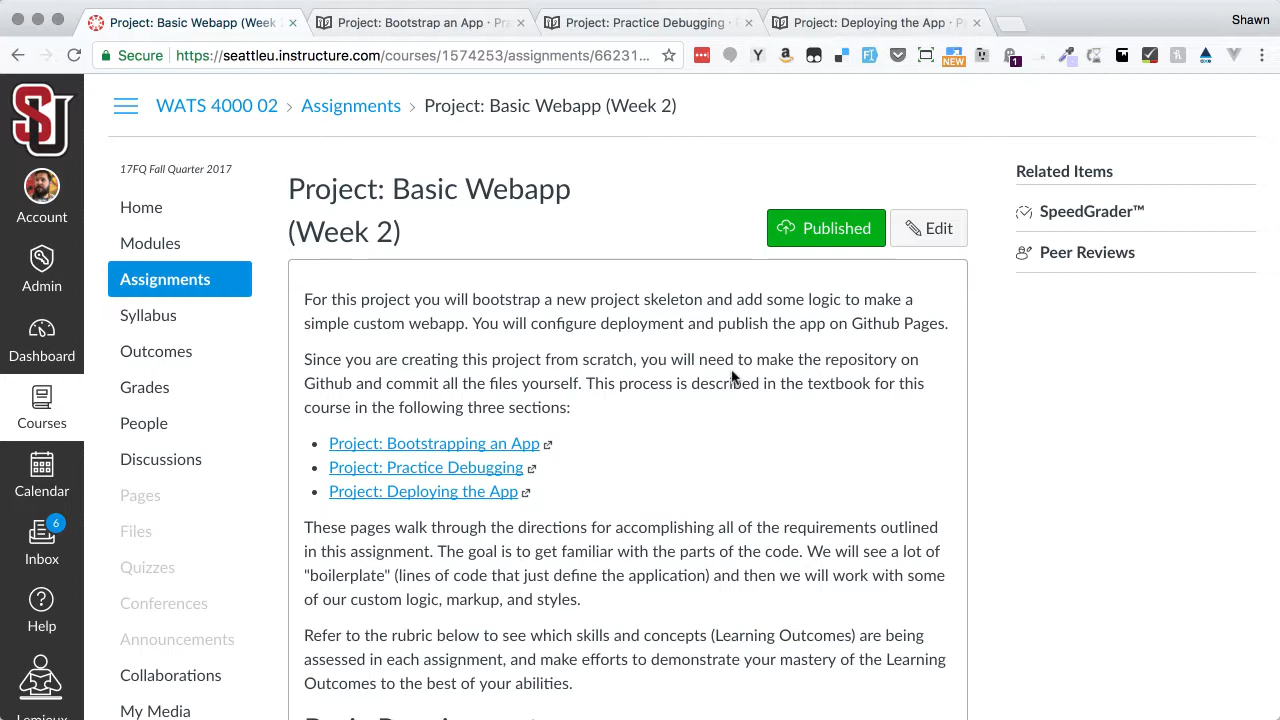 Project: Basic Webapp (Week
Project: Bootstrap an App · Pra
Project: Practice Debugging · E
Project: Deploying the App · Pa
Shawn
Secure
https://seattleu.instructure.com/courses/1574253/assignments/66231...
NEW
1
SU
Account
Admin
Dashboard
Courses
Calendar
6
Inbox
Help
WATS 4000 02 › Assignments › Project: Basic Webapp (Week 2)
17FQ Fall Quarter 2017
Home
Modules
Assignments
Syllabus
Outcomes
Grades
People
Discussions
Pages
Files
Quizzes
Conferences
Announcements
Collaborations
My Media
Project: Basic Webapp
(Week 2)
Published
Edit
For this project you will bootstrap a new project skeleton and add some logic to make a
simple custom webapp. You will configure deployment and publish the app on Github Pages.
Since you are creating this project from scratch, you will need to make the repository on
Github and commit all the files yourself. This process is described in the textbook for this
course in the following three sections:
• Project: Bootstrapping an App
• Project: Practice Debugging
• Project: Deploying the App
These pages walk through the directions for accomplishing all of the requirements outlined
in this assignment. The goal is to get familiar with the parts of the code. We will see a lot of
"boilerplate" (lines of code that just define the application) and then we will work with some
of our custom logic, markup, and styles.
Refer to the rubric below to see which skills and concepts (Learning Outcomes) are being
assessed in each assignment, and make efforts to demonstrate your mastery of the Learning
Outcomes to the best of your abilities.
Related Items
SpeedGrader™
Peer Reviews